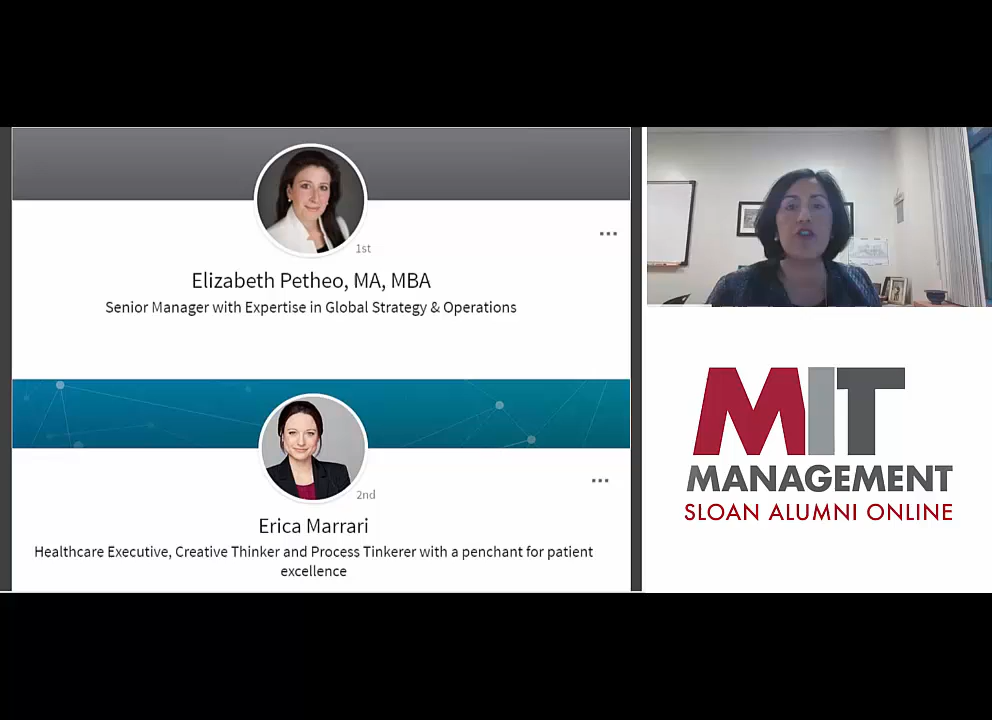 1st
Elizabeth Petheo, MA, MBA
Senior Manager with Expertise in Global Strategy & Operations
2nd
Erica Marrari
Healthcare Executive, Creative Thinker and Process Tinkerer with a penchant for patient
excellence
MIT
MANAGEMENT
SLOAN ALUMNI ONLINE